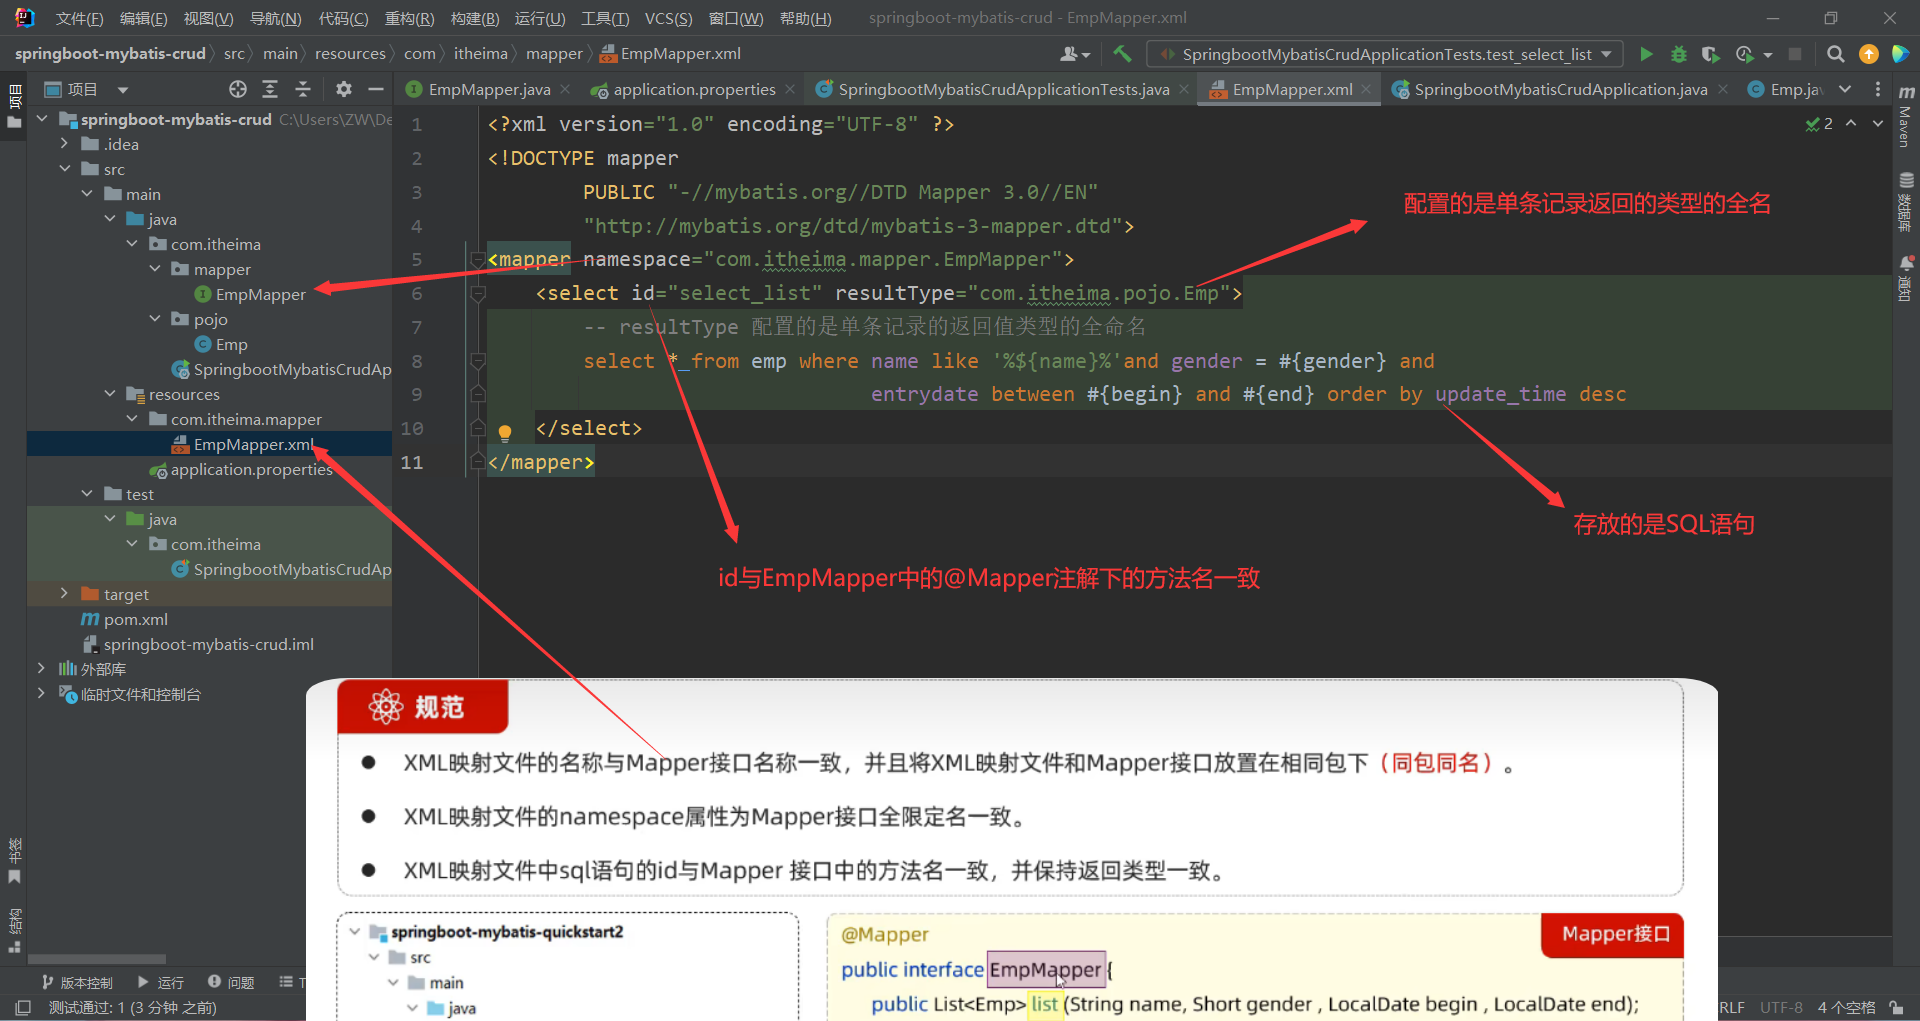 文件(F) 编辑(E) 视图(V) 导航(N) 代码(C) 重构(R) 构建(B) 运行(U) 工具(T) VCS(S) 窗口(W) 帮助(H) springboot-mybatis-crud - EmpMapper.xml
springboot-mybatis-crud src main resources com itheima mapper EmpMapper.xml SpringbootMybatisCrudApplicationTests.test_select_list
项目 EmpMapper.java application.properties SpringbootMybatisCrudApplicationTests.java EmpMapper.xml SpringbootMybatisCrudApplication.java Emp.ja
项目
springboot-mybatis-crud C:\Users\ZW\De
.idea
src
main
java
com.itheima
mapper
EmpMapper
pojo
Emp
SpringbootMybatisCrudAp
resources
com.itheima.mapper
EmpMapper.xml
application.properties
test
java
com.itheima
SpringbootMybatisCrudAp
target
pom.xml
springboot-mybatis-crud.iml
外部库
临时文件和控制台
1 <?xml version="1.0" encoding="UTF-8" ?>
2 <!DOCTYPE mapper
3 PUBLIC "-//mybatis.org//DTD Mapper 3.0//EN"
4 "http://mybatis.org/dtd/mybatis-3-mapper.dtd">
5 <mapper namespace="com.itheima.mapper.EmpMapper">
6 <select id="select_list" resultType="com.itheima.pojo.Emp">
7 -- resultType 配置的是单条记录的返回值类型的全命名
8 select * from emp where name like '%${name}%'and gender = #{gender} and
9 entrydate between #{begin} and #{end} order by update_time desc
10 </select>
11 </mapper>
2
配置的是单条记录返回的类型的全名
存放的是SQL语句
id与EmpMapper中的@Mapper注解下的方法名一致
m
Maven
数据库
通知
书签
结构
规范
XML映射文件的名称与Mapper接口名称一致，并且将XML映射文件和Mapper接口放置在相同包下（同包同名）。
XML映射文件的namespace属性为Mapper接口全限定名一致。
XML映射文件中sql语句的id与Mapper 接口中的方法名一致，并保持返回类型一致。
springboot-mybatis-quickstart2
src
main
java
Mapper接口
@Mapper
public interface EmpMapper {
public List<Emp> list (String name, Short gender , LocalDate begin , LocalDate end);
版本控制 运行 问题 T
测试通过: 1 (3 分钟 之前) RLF UTF-8 4 个空格